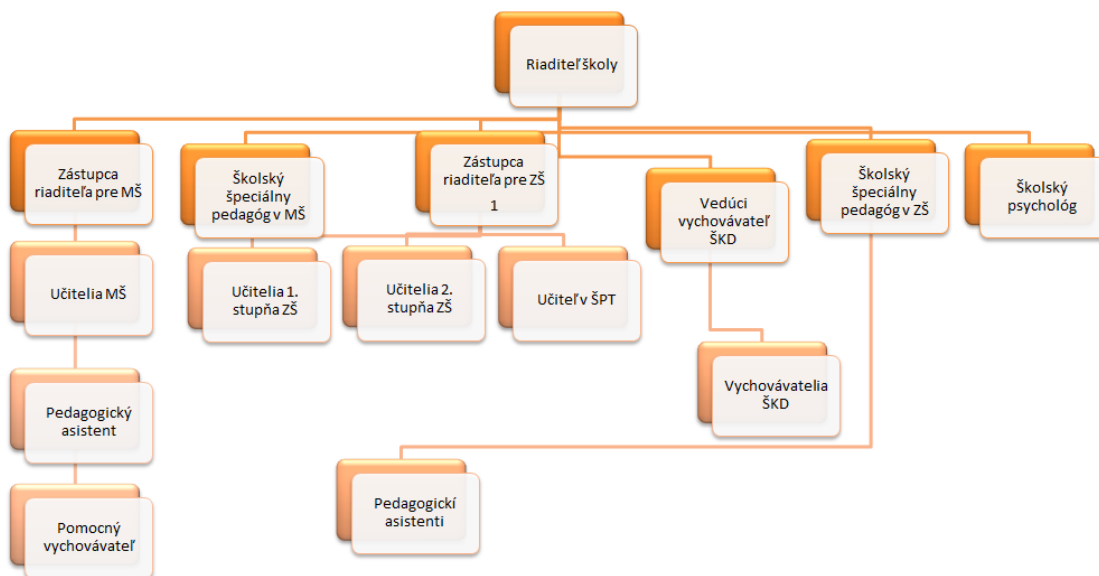 Riaditeľ školy
Zástupca
riaditeľa pre MŠ
Školský
špeciálny
pedagóg v MŠ
Zástupca
riaditeľa pre ZŠ
1
Vedúci
vychovávateľ
ŠKD
Školský
špeciálny
pedagóg v ZŠ
Školský
psychológ
Učitelia MŠ
Učitelia 1.
stupňa ZŠ
Učitelia 2.
stupňa ZŠ
Učiteľ v ŠPT
Pedagogický
asistent
Vychovávatelia
ŠKD
Pedagogickí
asistenti
Pomocný
vychovávateľ